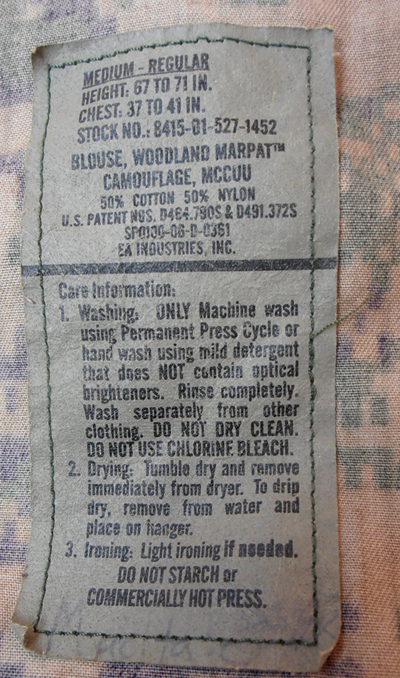 MEDIUM - REGULAR
HEIGHT: 67 TO 71 IN.
CHEST: 37 TO 41 IN.
STOCK NO.: 8415-01-527-1452
BLOUSE, WOODLAND MARPAT™
CAMOUFLAGE, MCCUU
50% COTTON 50% NYLON
U.S. PATENT NOS. D464.790S & D491.372S
SP0100-06-D-0361
EA INDUSTRIES, INC.
Care Information:
1. Washing: ONLY Machine wash
using Permanent Press Cycle or
hand wash using mild detergent
that does NOT contain optical
brighteners. Rinse completely.
Wash separately from other
clothing. DO NOT DRY CLEAN.
DO NOT USE CHLORINE BLEACH.
2. Drying: Tumble dry and remove
immediately from dryer. To drip
dry, remove from water and
place on hanger.
3. Ironing: Light ironing if needed.
DO NOT STARCH or
COMMERCIALLY HOT PRESS.